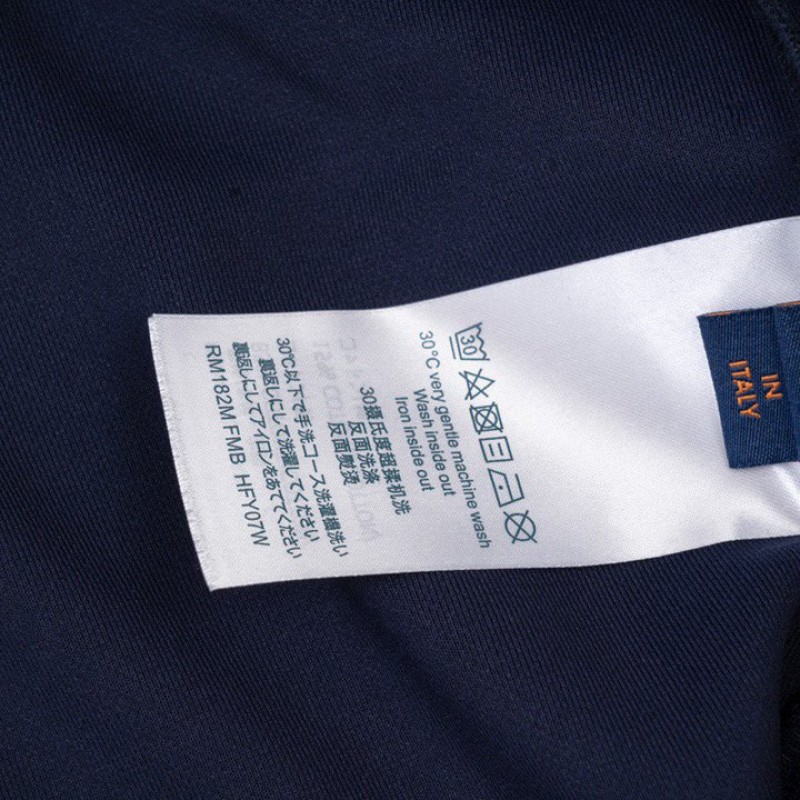 30
30°C very gentle machine wash
Wash inside out
Iron inside out
30摄氏度超揉机洗
反面洗涤
反面熨烫
30℃以下で手洗コース洗濯機洗い
裏返しにして洗濯してください
裏返しにしてアイロンをあててください
RM182M FMB HFY07W
IN
ITALY